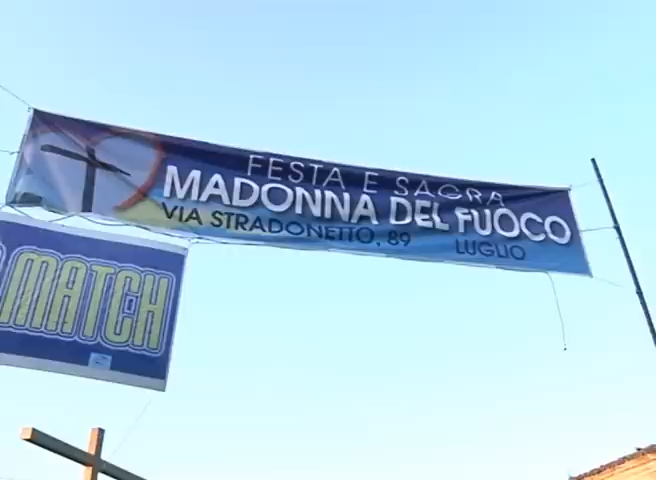 FESTA E SAGRA
MADONNA DEL FUOCO
VIA STRADONETTO, 89 LUGLIO
MATCH